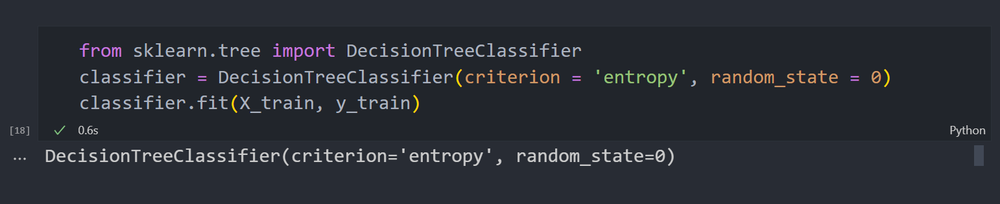 from sklearn.tree import DecisionTreeClassifier
classifier = DecisionTreeClassifier(criterion = 'entropy', random_state = 0)
classifier.fit(X_train, y_train)
[18] ✓ 0.6s Python
... DecisionTreeClassifier(criterion='entropy', random_state=0)